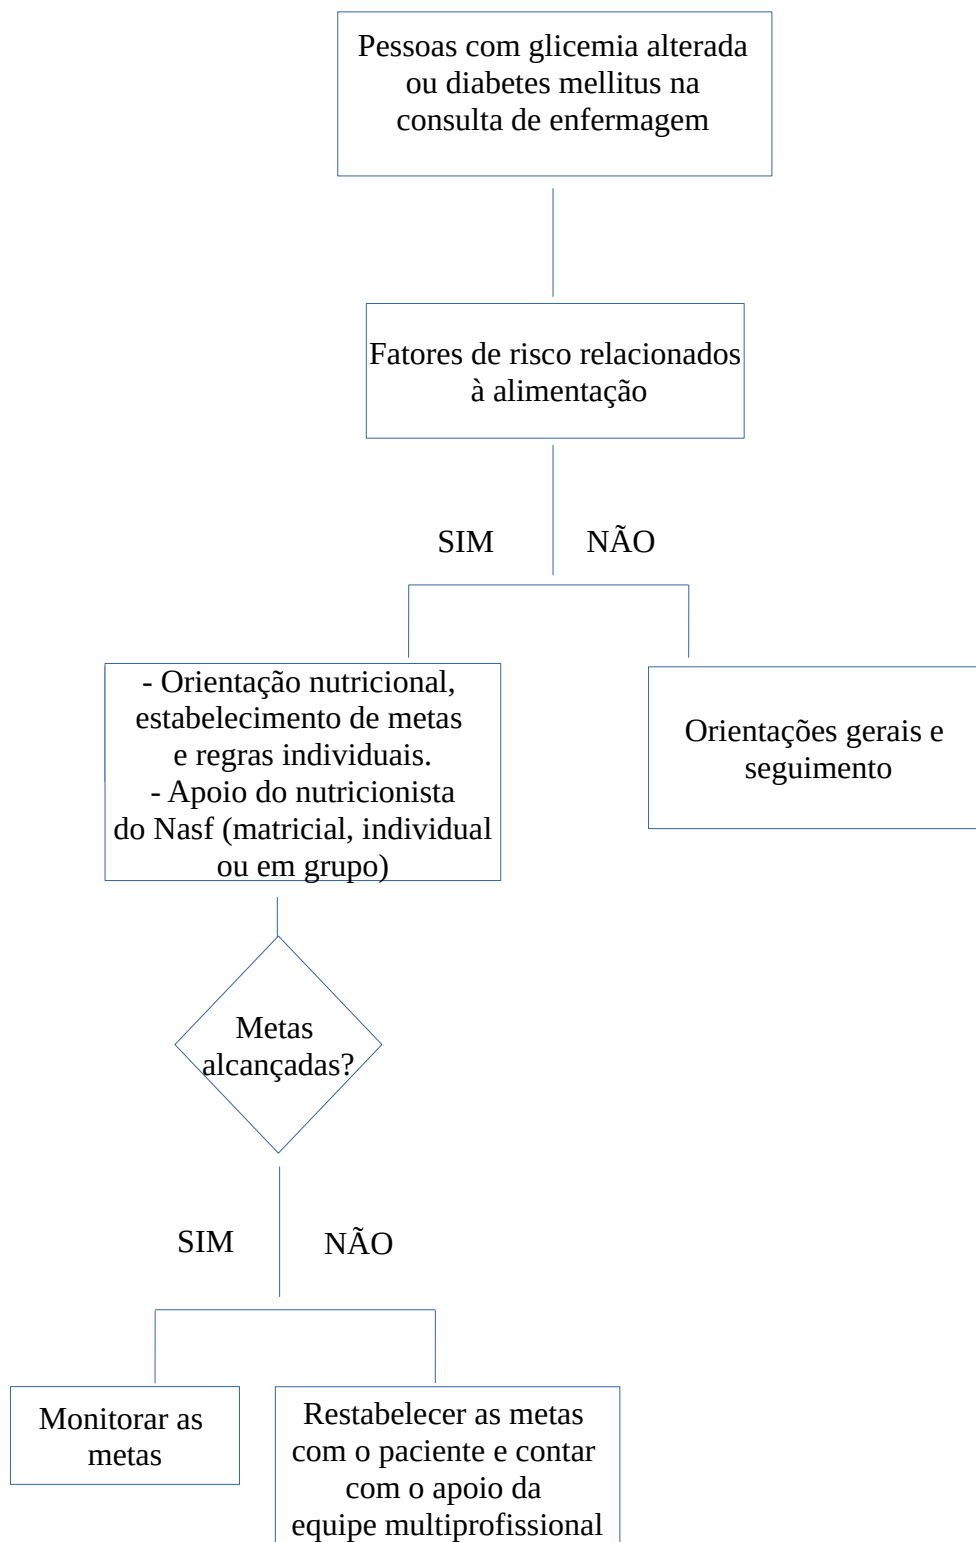 Pessoas com glicemia alterada
ou diabetes mellitus na
consulta de enfermagem
Fatores de risco relacionados
à alimentação
SIM
NÃO
- Orientação nutricional,
estabelecimento de metas
e regras individuais.
- Apoio do nutricionista
do Nasf (matricial, individual
ou em grupo)
Orientações gerais e
seguimento
Metas
alcançadas?
SIM
NÃO
Monitorar as
metas
Restabelecer as metas
com o paciente e contar
com o apoio da
equipe multiprofissional